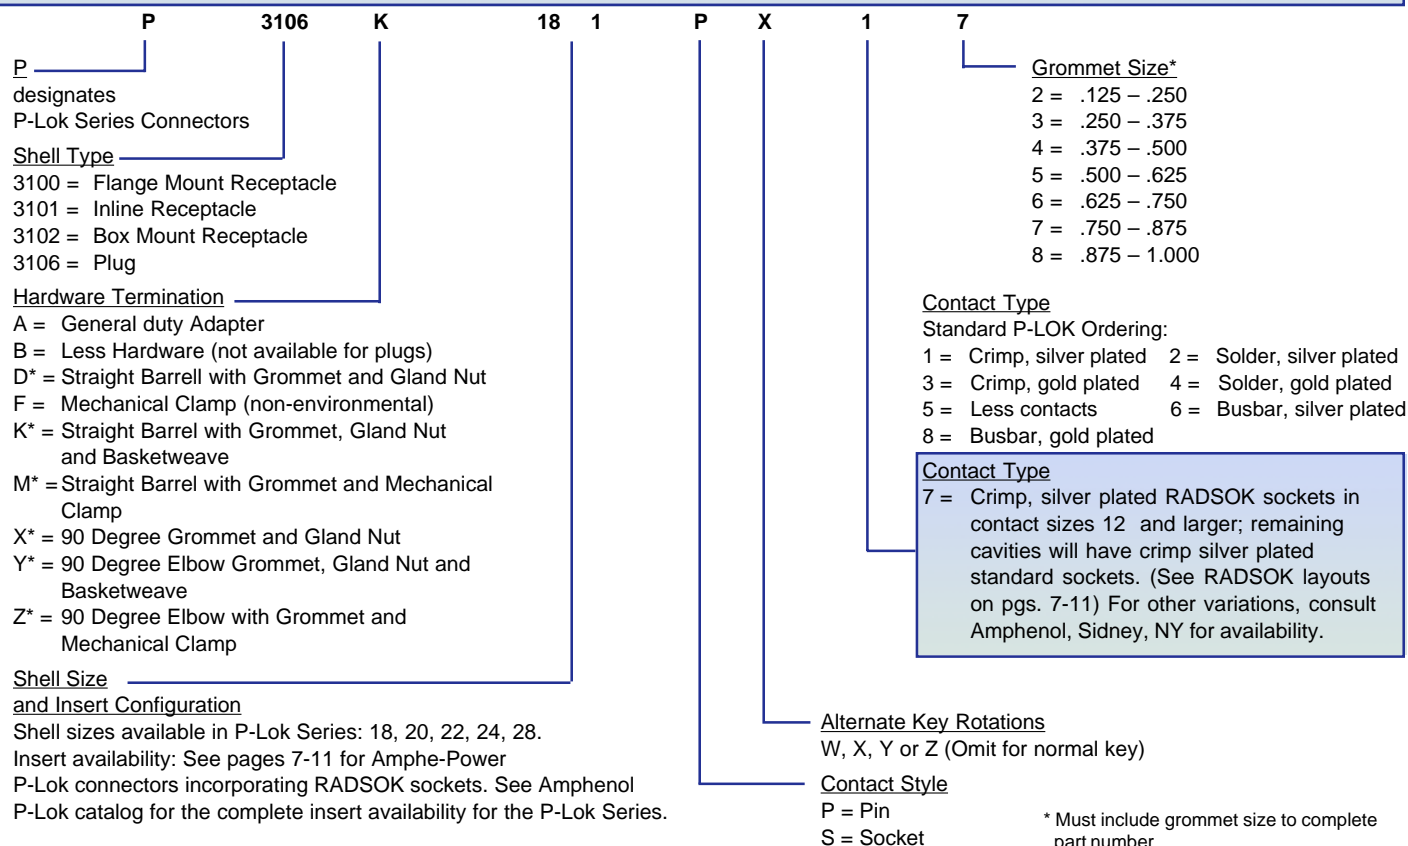 P 3106 K 18 1 P X 1 7
P
designates
P-Lok Series Connectors
Shell Type
3100 = Flange Mount Receptacle
3101 = Inline Receptacle
3102 = Box Mount Receptacle
3106 = Plug
Hardware Termination
A = General duty Adapter
B = Less Hardware (not available for plugs)
D* = Straight Barrell with Grommet and Gland Nut
F = Mechanical Clamp (non-environmental)
K* = Straight Barrel with Grommet, Gland Nut
and Basketweave
M* = Straight Barrel with Grommet and Mechanical
Clamp
X* = 90 Degree Grommet and Gland Nut
Y* = 90 Degree Elbow Grommet, Gland Nut and
Basketweave
Z* = 90 Degree Elbow with Grommet and
Mechanical Clamp
Shell Size
and Insert Configuration
Shell sizes available in P-Lok Series: 18, 20, 22, 24, 28.
Insert availability: See pages 7-11 for Amphe-Power
P-Lok connectors incorporating RADSOK sockets. See Amphenol
P-Lok catalog for the complete insert availability for the P-Lok Series.
Grommet Size*
2 = .125 – .250
3 = .250 – .375
4 = .375 – .500
5 = .500 – .625
6 = .625 – .750
7 = .750 – .875
8 = .875 – 1.000
Contact Type
Standard P-LOK Ordering:
1 = Crimp, silver plated 2 = Solder, silver plated
3 = Crimp, gold plated 4 = Solder, gold plated
5 = Less contacts 6 = Busbar, silver plated
8 = Busbar, gold plated
Contact Type
7 = Crimp, silver plated RADSOK sockets in
contact sizes 12 and larger; remaining
cavities will have crimp silver plated
standard sockets. (See RADSOK layouts
on pgs. 7-11) For other variations, consult
Amphenol, Sidney, NY for availability.
Alternate Key Rotations
W, X, Y or Z (Omit for normal key)
Contact Style
P = Pin
S = Socket
* Must include grommet size to complete
part number